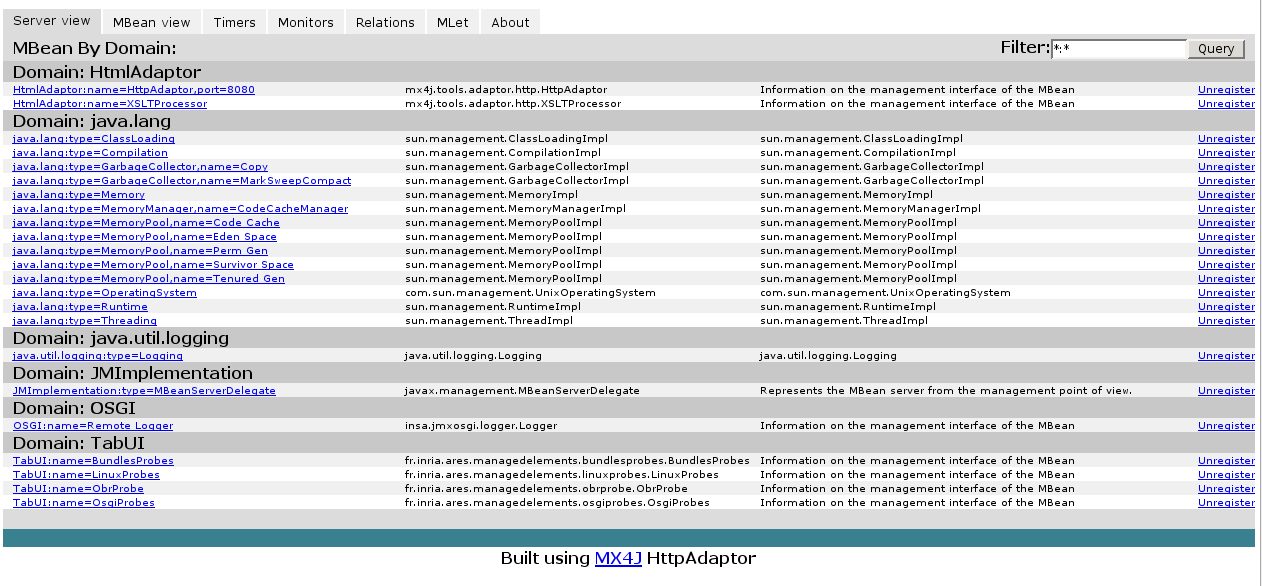 Server view MBean view Timers Monitors Relations MLet About
MBean By Domain: Filter: *:* Query
Domain: HtmlAdaptor
HtmlAdaptor:name=HttpAdaptor,port=8080 mx4j.tools.adaptor.http.HttpAdaptor Information on the management interface of the MBean Unregister
HtmlAdaptor:name=XSLTProcessor mx4j.tools.adaptor.http.XSLTProcessor Information on the management interface of the MBean Unregister
Domain: java.lang
java.lang:type=ClassLoading sun.management.ClassLoadingImpl sun.management.ClassLoadingImpl Unregister
java.lang:type=Compilation sun.management.CompilationImpl sun.management.CompilationImpl Unregister
java.lang:type=GarbageCollector,name=Copy sun.management.GarbageCollectorImpl sun.management.GarbageCollectorImpl Unregister
java.lang:type=GarbageCollector,name=MarkSweepCompact sun.management.GarbageCollectorImpl sun.management.GarbageCollectorImpl Unregister
java.lang:type=Memory sun.management.MemoryImpl sun.management.MemoryImpl Unregister
java.lang:type=MemoryManager,name=CodeCacheManager sun.management.MemoryManagerImpl sun.management.MemoryManagerImpl Unregister
java.lang:type=MemoryPool,name=Code Cache sun.management.MemoryPoolImpl sun.management.MemoryPoolImpl Unregister
java.lang:type=MemoryPool,name=Eden Space sun.management.MemoryPoolImpl sun.management.MemoryPoolImpl Unregister
java.lang:type=MemoryPool,name=Perm Gen sun.management.MemoryPoolImpl sun.management.MemoryPoolImpl Unregister
java.lang:type=MemoryPool,name=Survivor Space sun.management.MemoryPoolImpl sun.management.MemoryPoolImpl Unregister
java.lang:type=MemoryPool,name=Tenured Gen sun.management.MemoryPoolImpl sun.management.MemoryPoolImpl Unregister
java.lang:type=OperatingSystem com.sun.management.UnixOperatingSystem com.sun.management.UnixOperatingSystem Unregister
java.lang:type=Runtime sun.management.RuntimeImpl sun.management.RuntimeImpl Unregister
java.lang:type=Threading sun.management.ThreadImpl sun.management.ThreadImpl Unregister
Domain: java.util.logging
java.util.logging:type=Logging java.util.logging.Logging java.util.logging.Logging Unregister
Domain: JMImplementation
JMImplementation:type=MBeanServerDelegate javax.management.MBeanServerDelegate Represents the MBean server from the management point of view. Unregister
Domain: OSGI
OSGI:name=Remote Logger insa.jmxosgi.logger.Logger Information on the management interface of the MBean Unregister
Domain: TabUI
TabUI:name=BundlesProbes fr.inria.ares.managedelements.bundlesprobes.BundlesProbes Information on the management interface of the MBean Unregister
TabUI:name=LinuxProbes fr.inria.ares.managedelements.linuxprobes.LinuxProbes Information on the management interface of the MBean Unregister
TabUI:name=ObrProbe fr.inria.ares.managedelements.obrprobe.ObrProbe Information on the management interface of the MBean Unregister
TabUI:name=OsgiProbes fr.inria.ares.managedelements.osgiprobes.OsgiProbes Information on the management interface of the MBean Unregister
Built using MX4J HttpAdaptor